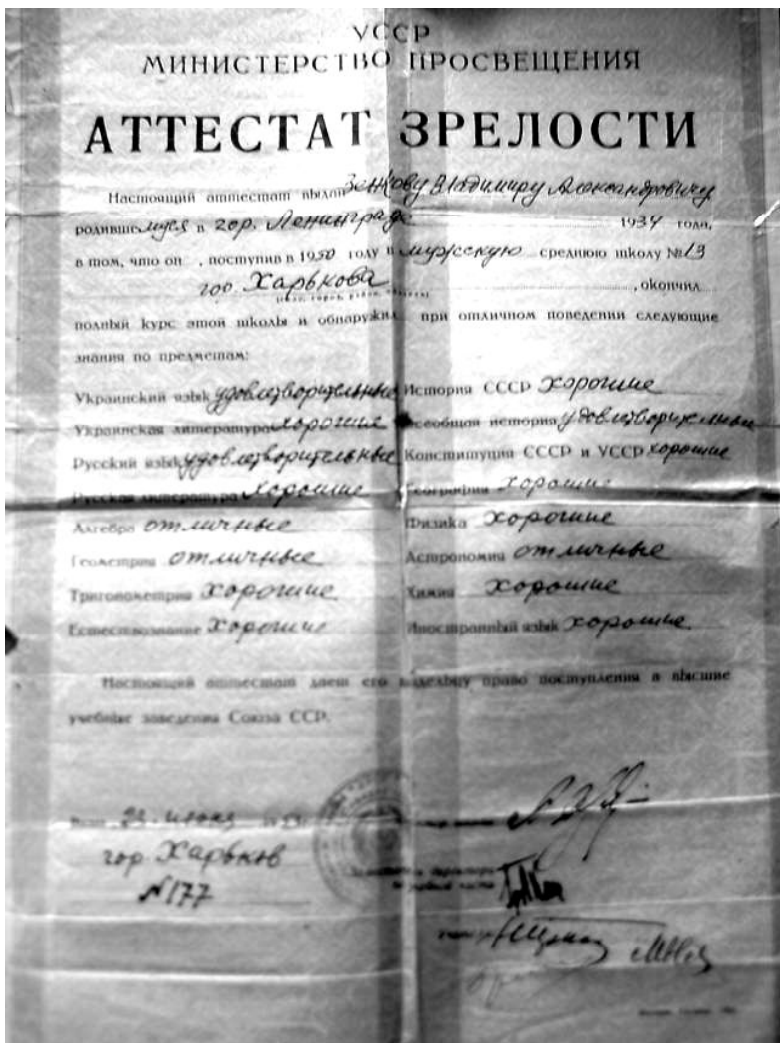 УССР
МИНИСТЕРСТВО ПРОСВЕЩЕНИЯ
АТТЕСТАТ ЗРЕЛОСТИ
Настоящий аттестат выдан Зенкову Владимиру Александровичу
родившемуся в гор. Ленинграде 1934 года,
в том, что он , поступив в 1950 году в мужскую среднюю школу № 13
гор. Харькова , окончил
полный курс этой школы и обнаружил при отличном поведении следующие
знания по предметам:
Украинский язык удовлетворительные
Украинская литература хорошие
Русский язык удовлетворительные
Русская литература хорошие
Алгебра отличные
Геометрия отличные
Тригонометрия хорошие
Естествознание хорошие
История СССР хорошие
Всеобщая история удовлетворительные
Конституция СССР и УССР хорошие
География хорошие
Физика хорошие
Астрономия отличные
Химия хорошие
Иностранный язык хорошие
Настоящий аттестат дает его владельцу право поступления в высшие
учебные заведения Союза ССР.
23 июня
гор. Харьков
N 177